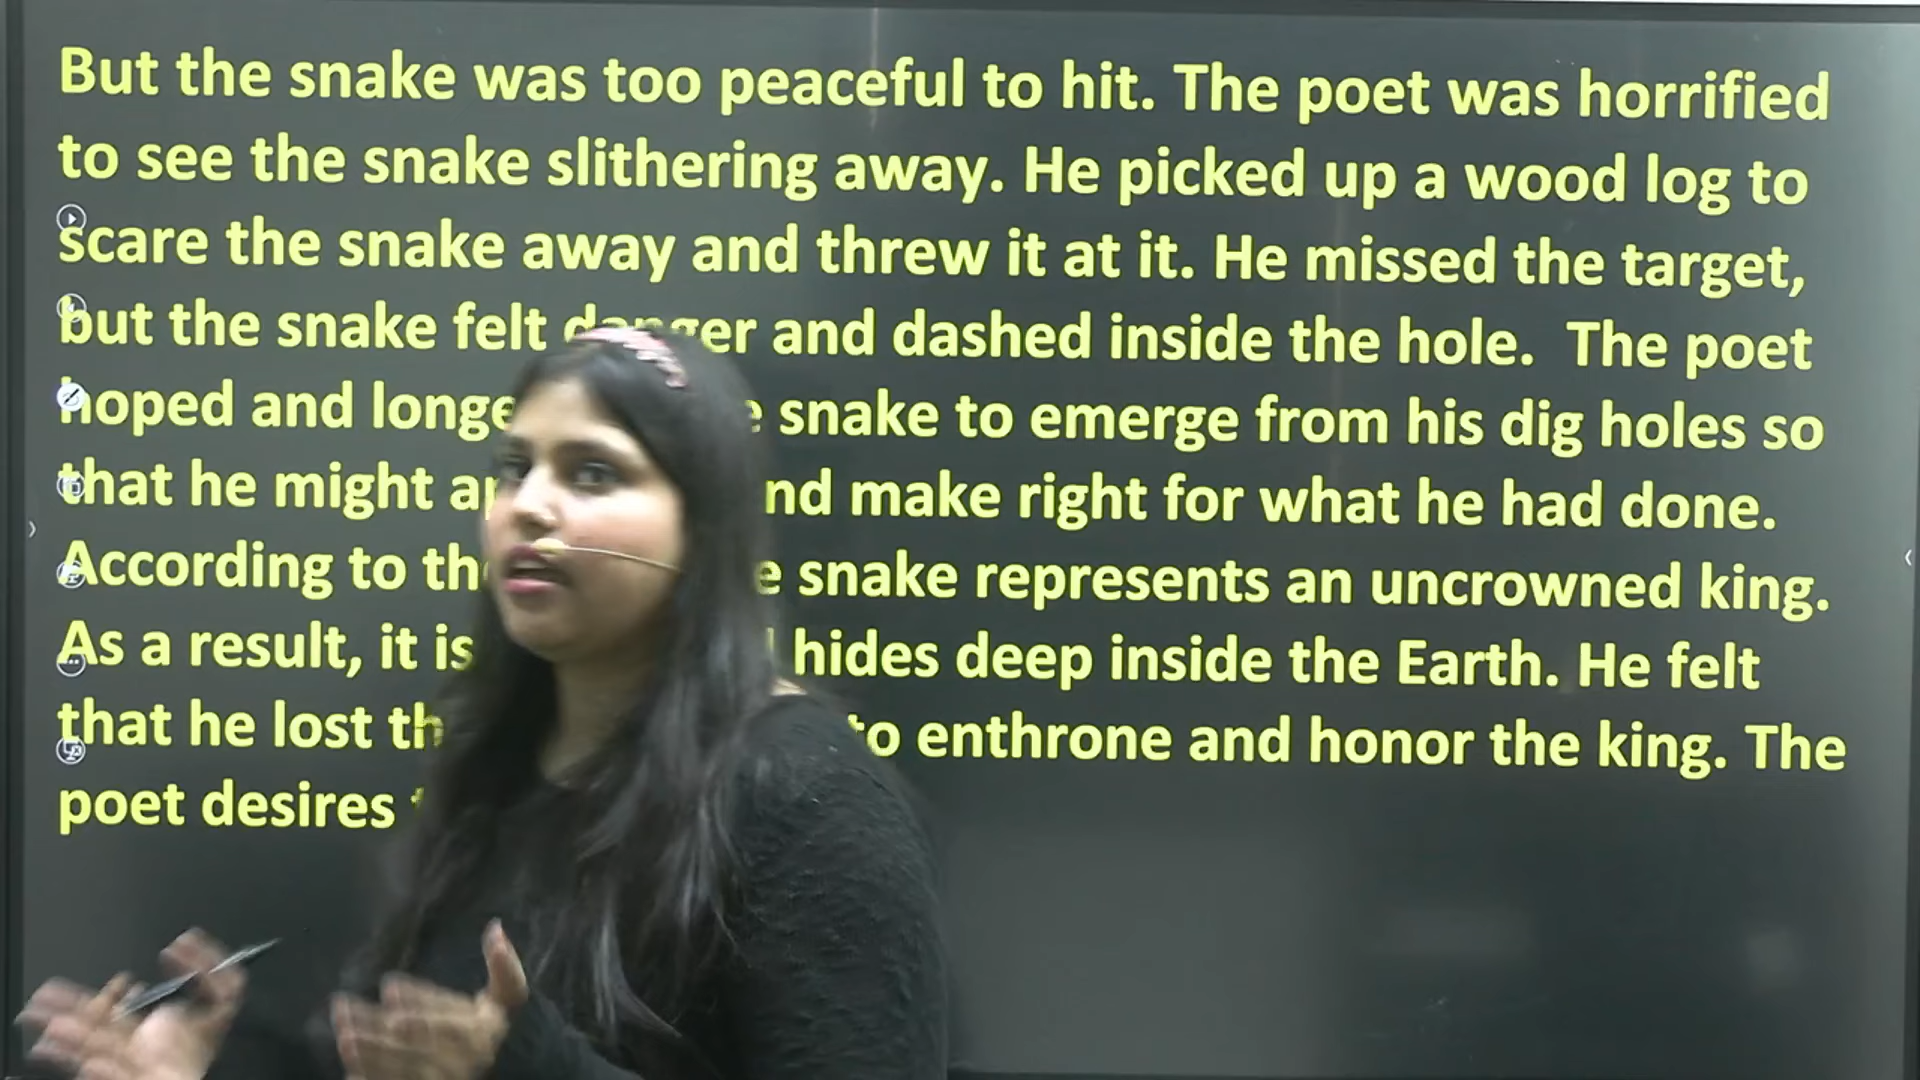 But the snake was too peaceful to hit. The poet was horrified
to see the snake slithering away. He picked up a wood log to
scare the snake away and threw it at it. He missed the target,
but the snake felt danger and dashed inside the hole. The poet
hoped and snake to emerge from his dig holes so
that he might and make right for what he had done.
According to snake represents an uncrowned king.
As a result, it is hides deep inside the Earth. He felt
that he lost to enthrone and honor the king. The
poet desires